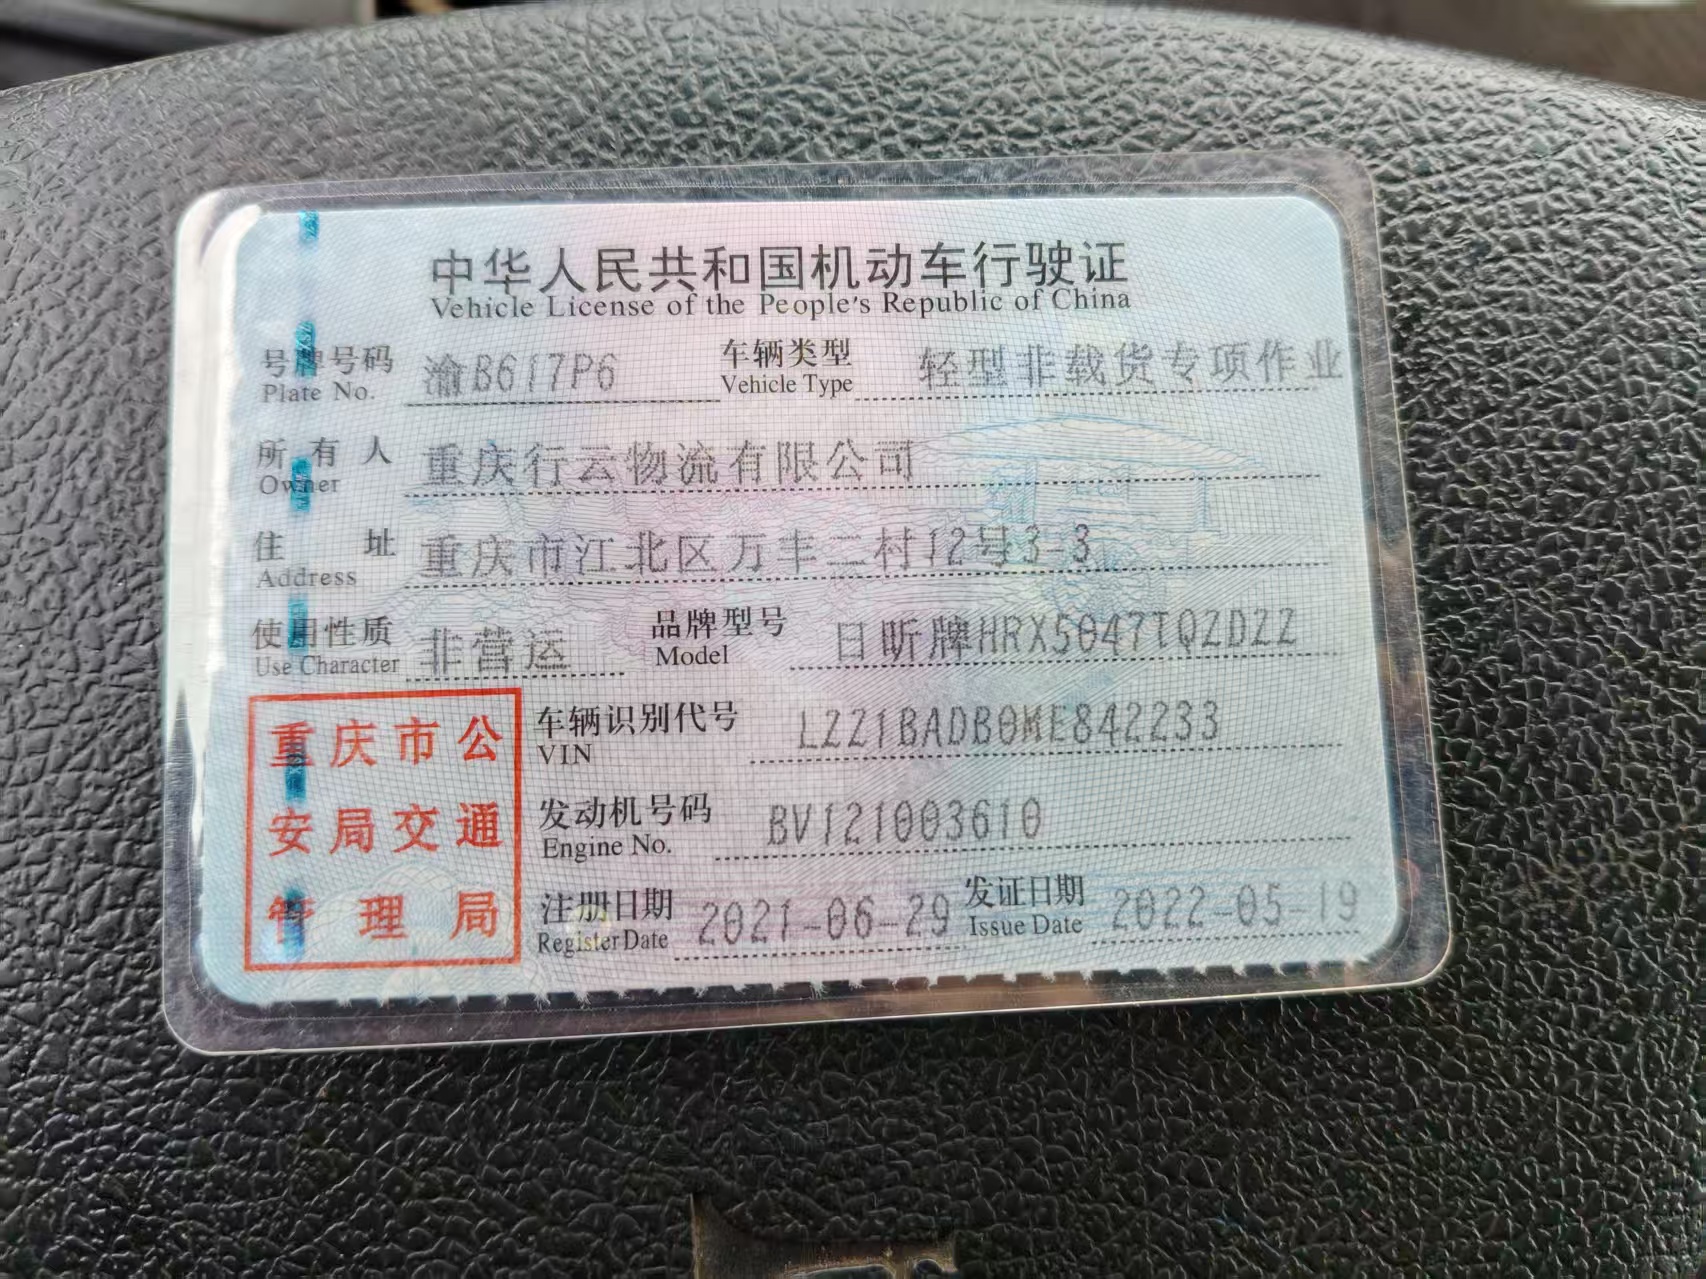 中华人民共和国机动车行驶证
Vehicle License of the People's Republic of China
号牌号码 渝B617P6 车辆类型 轻型非载货专项作业
Plate No. Vehicle Type
所有人 重庆行云物流有限公司
Owner
住址 重庆市江北区万丰二村12号3-3
Address
使用性质 非营运 品牌型号 日昕牌HRX5047TQZDZZ
Use Character Model
车辆识别代号 LZZ1BADB0ME842233
VIN
发动机号码 BV121003610
Engine No.
注册日期 2021-06-29 发证日期 2022-05-19
Register Date Issue Date
重庆市公
安局交通
管理局